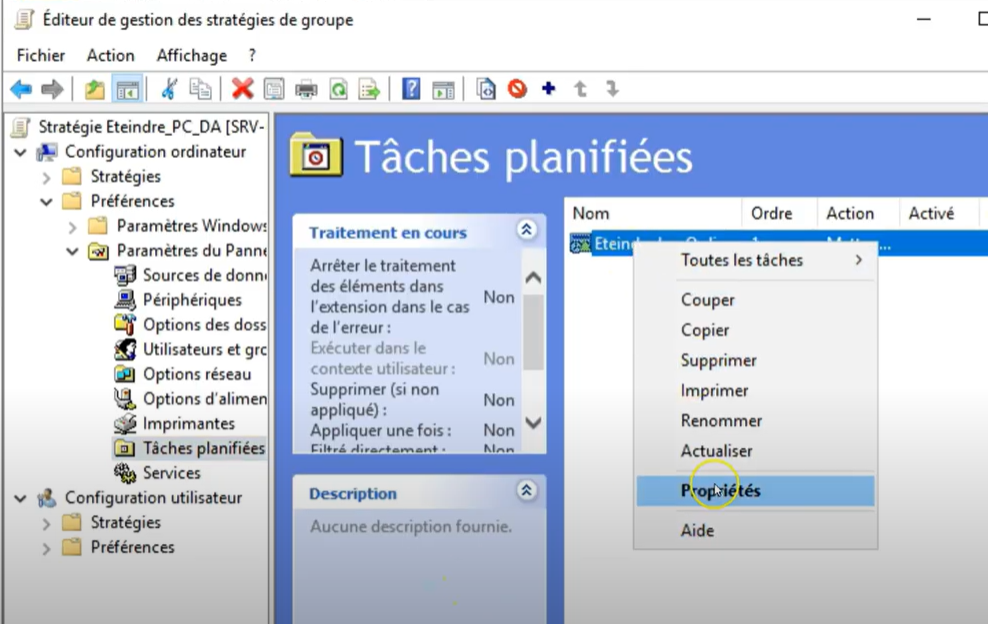 Éditeur de gestion des stratégies de groupe
Fichier Action Affichage ?
Stratégie Eteindre_PC_DA [SRV-
Configuration ordinateur
Stratégies
Préférences
Paramètres Windows
Paramètres du Panne
Sources de donn
Périphériques
Options des doss
Utilisateurs et gro
Options réseau
Options d'alimen
Imprimantes
Tâches planifiées
Services
Configuration utilisateur
Stratégies
Préférences
Tâches planifiées
Traitement en cours
Arrêter le traitement
des éléments dans
l'extension dans le cas
de l'erreur : Non
Exécuter dans le
contexte utilisateur : Non
Supprimer (si non
appliqué) : Non
Appliquer une fois : Non
Filtré directement : Non
Description
Aucune description fournie.
Nom Ordre Action Activé
Toutes les tâches
Couper
Copier
Supprimer
Imprimer
Renommer
Actualiser
Propriétés
Aide